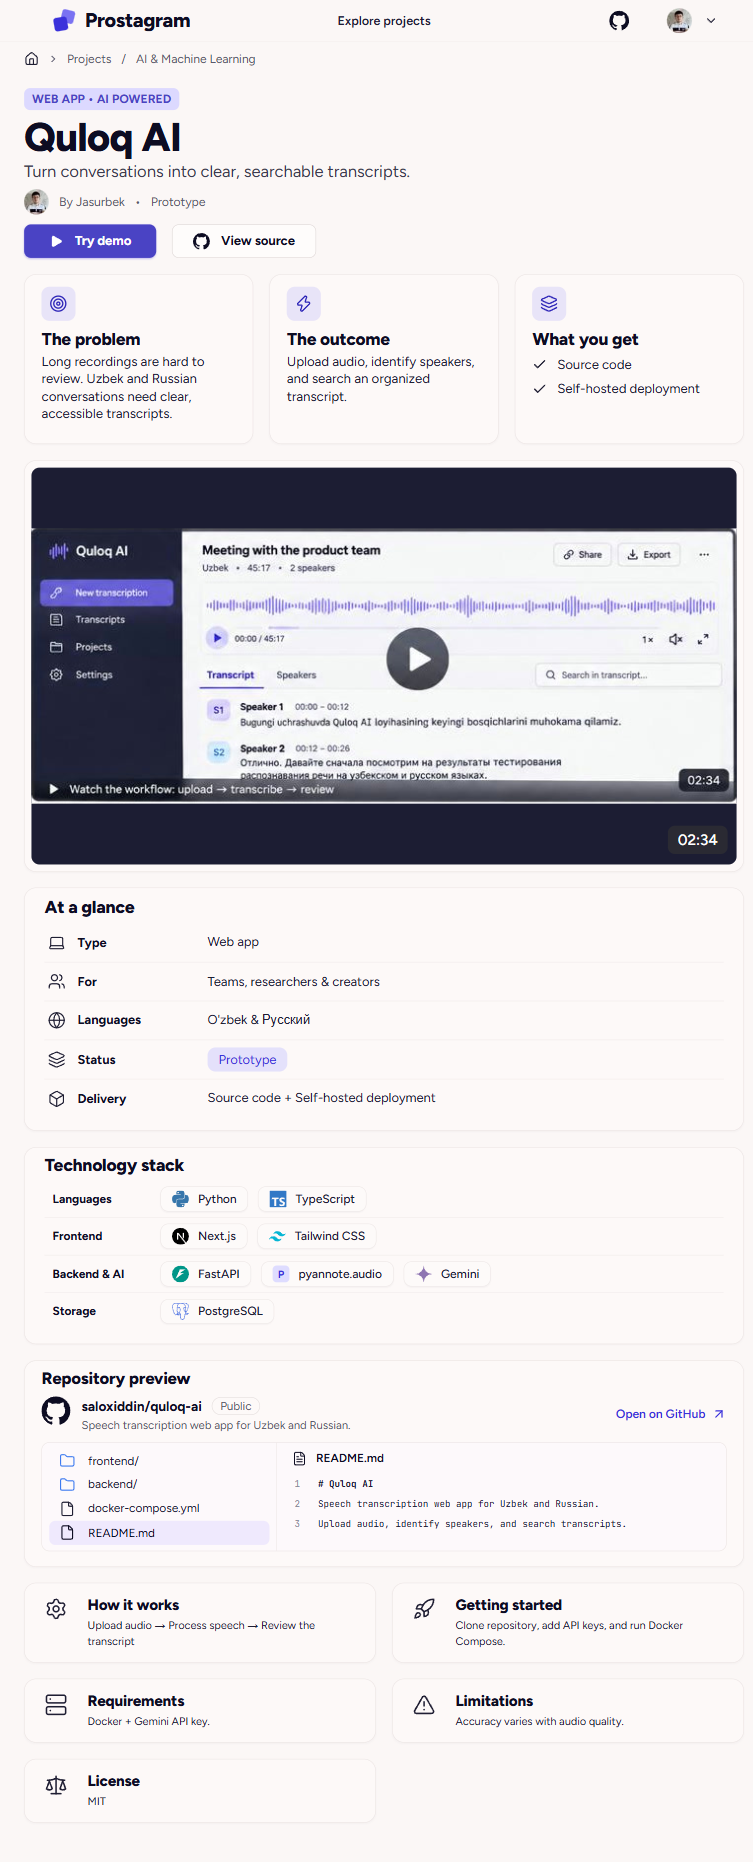 Prostagram
Explore projects
Projects / AI & Machine Learning
WEB APP • AI POWERED
Quloq AI
Turn conversations into clear, searchable transcripts.
By Jasurbek • Prototype
Try demo
View source
The problem
Long recordings are hard to
review. Uzbek and Russian
conversations need clear,
accessible transcripts.
The outcome
Upload audio, identify speakers,
and search an organized
transcript.
What you get
Source code
Self-hosted deployment
Quloq AI
New transcription
Transcripts
Projects
Settings
Meeting with the product team
Uzbek • 45:17 • 2 speakers
Share
Export
00:00 / 45:17
1×
Transcript
Speakers
Search in transcript...
S1
Speaker 1 00:00 – 00:12
Bugungi uchrashuvda Quloq AI loyihasining keyingi bosqichlarini muhokama qilamiz.
S2
Speaker 2 00:12 – 00:26
Отлично. Давайте сначала посмотрим на результаты тестирования
распознавания речи на узбекском и русском языках.
Watch the workflow: upload → transcribe → review
02:34
02:34
At a glance
Type Web app
For Teams, researchers & creators
Languages O'zbek & Русский
Status Prototype
Delivery Source code + Self-hosted deployment
Technology stack
Languages Python TS TypeScript
Frontend N Next.js Tailwind CSS
Backend & AI FastAPI P pyannote.audio Gemini
Storage PostgreSQL
Repository preview
saloxiddin/quloq-ai Public
Speech transcription web app for Uzbek and Russian.
Open on GitHub
frontend/
backend/
docker-compose.yml
README.md
README.md
1 # Quloq AI
2 Speech transcription web app for Uzbek and Russian.
3 Upload audio, identify speakers, and search transcripts.
How it works
Upload audio → Process speech → Review the
transcript
Getting started
Clone repository, add API keys, and run Docker
Compose.
Requirements
Docker + Gemini API key.
Limitations
Accuracy varies with audio quality.
License
MIT